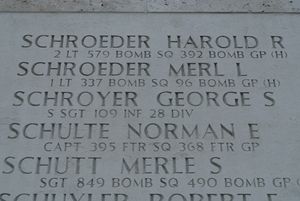 SCHROEDER HAROLD R
2 LT 579 BOMB SQ 392 BOMB GP (H)
SCHROEDER MERL L
1 LT 337 BOMB SQ 96 BOMB GP (H)
SCHROYER GEORGE S
S SGT 109 INF 28 DIV
SCHULTE NORMAN E
CAPT 395 FTR SQ 368 FTR GP
SCHUTT MERLE S
SGT 849 BOMB SQ 490 BOMB GP (H)
SCHUYLER ROBERT F